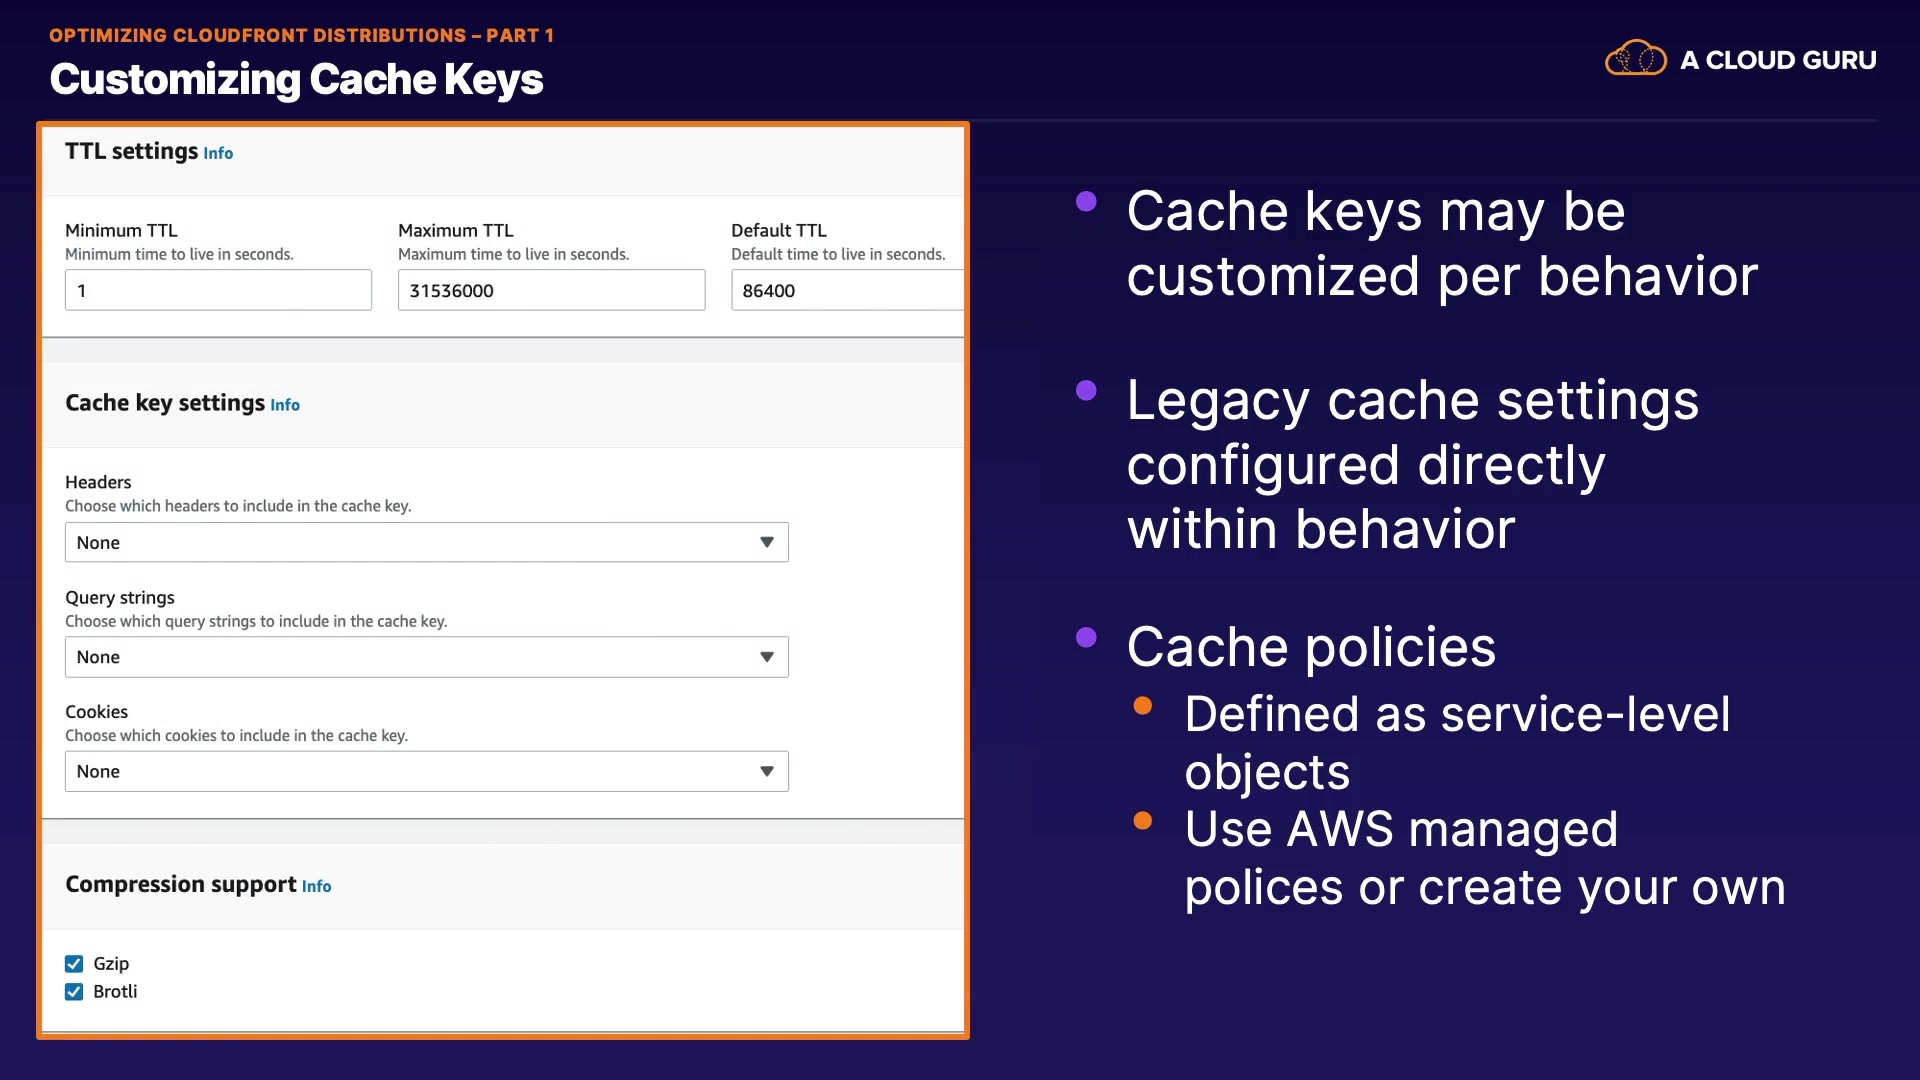 OPTIMIZING CLOUDFRONT DISTRIBUTIONS – PART 1
Customizing Cache Keys
A CLOUD GURU
TTL settings Info
Minimum TTL
Minimum time to live in seconds.
1
Maximum TTL
Maximum time to live in seconds.
31536000
Default TTL
Default time to live in seconds.
86400
Cache key settings Info
Headers
Choose which headers to include in the cache key.
None
Query strings
Choose which query strings to include in the cache key.
None
Cookies
Choose which cookies to include in the cache key.
None
Compression support Info
Gzip
Brotli
Cache keys may be
customized per behavior
Legacy cache settings
configured directly
within behavior
Cache policies
Defined as service-level
objects
Use AWS managed
polices or create your own